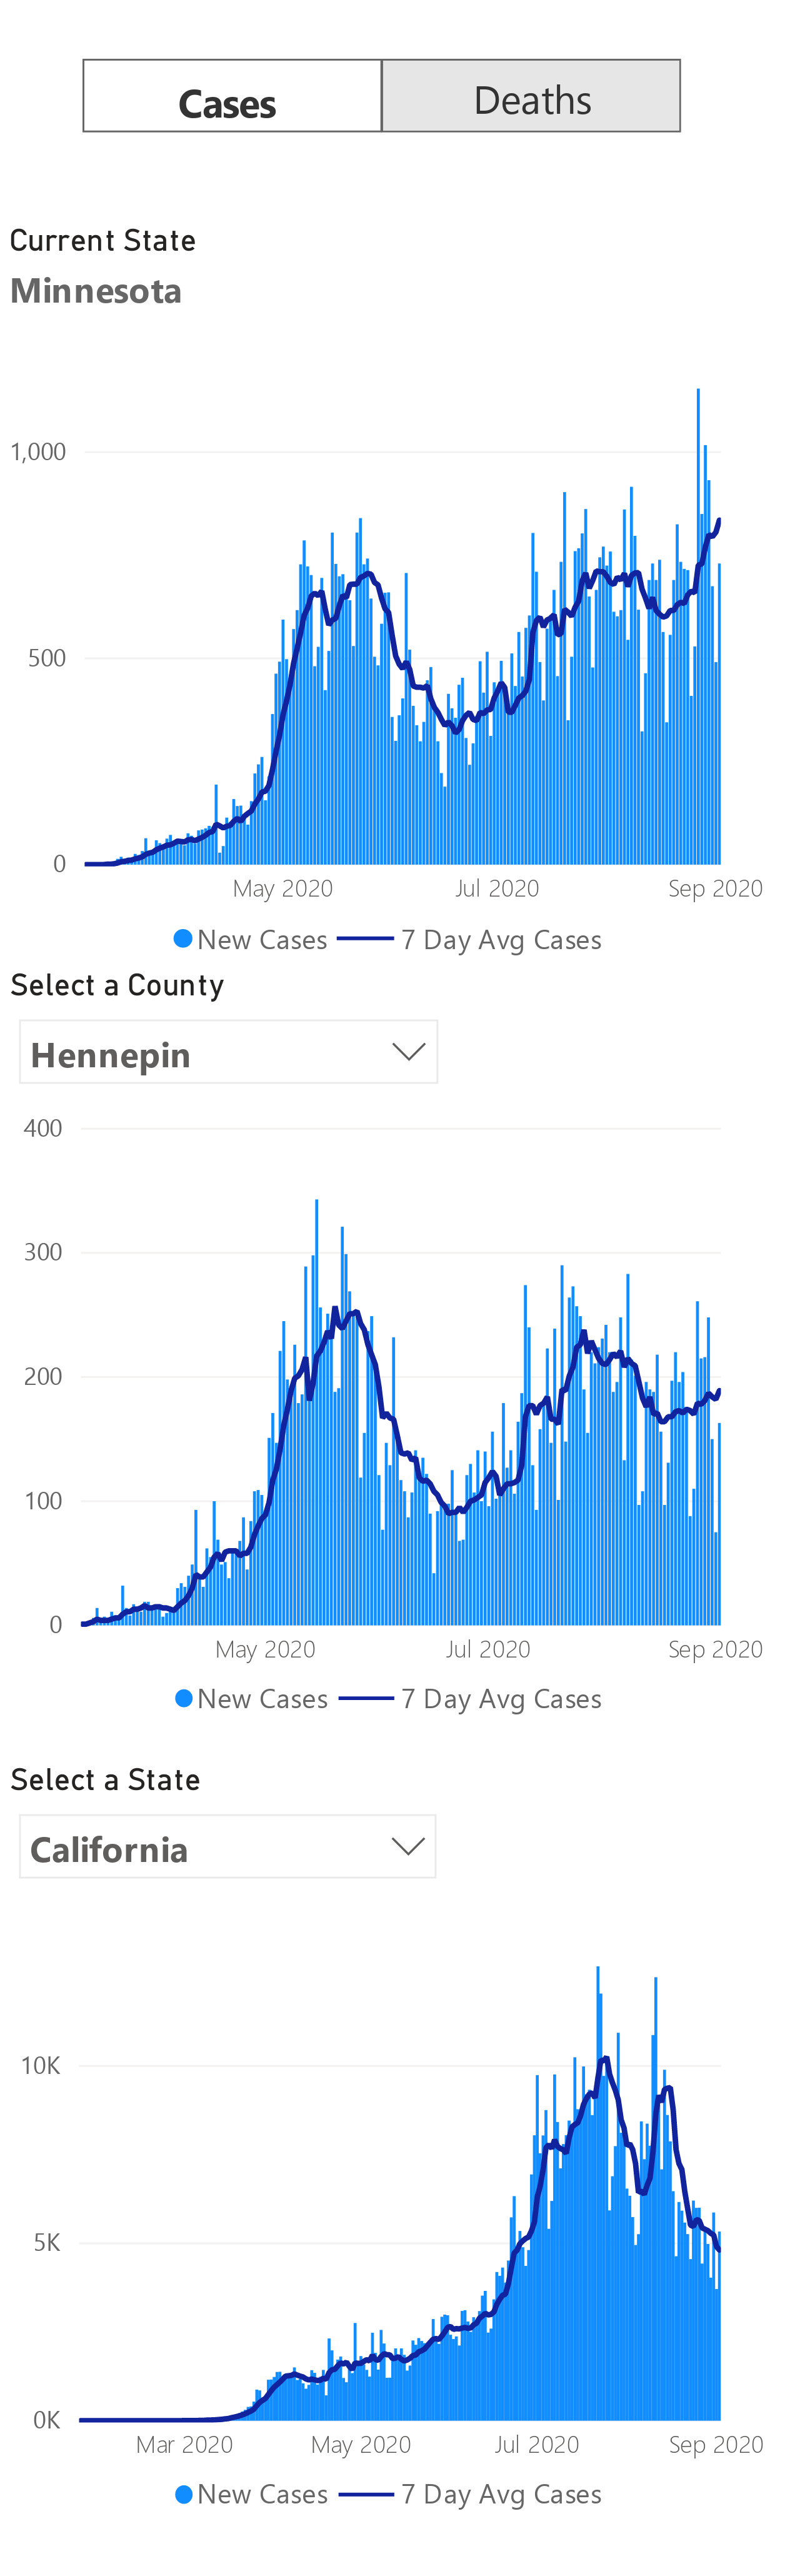 Cases Deaths
Current State
Minnesota
1,000
500
0
May 2020 Jul 2020 Sep 2020
New Cases 7 Day Avg Cases
Select a County
Hennepin
400
300
200
100
0
May 2020 Jul 2020 Sep 2020
New Cases 7 Day Avg Cases
Select a State
California
10K
5K
0K
Mar 2020 May 2020 Jul 2020 Sep 2020
New Cases 7 Day Avg Cases